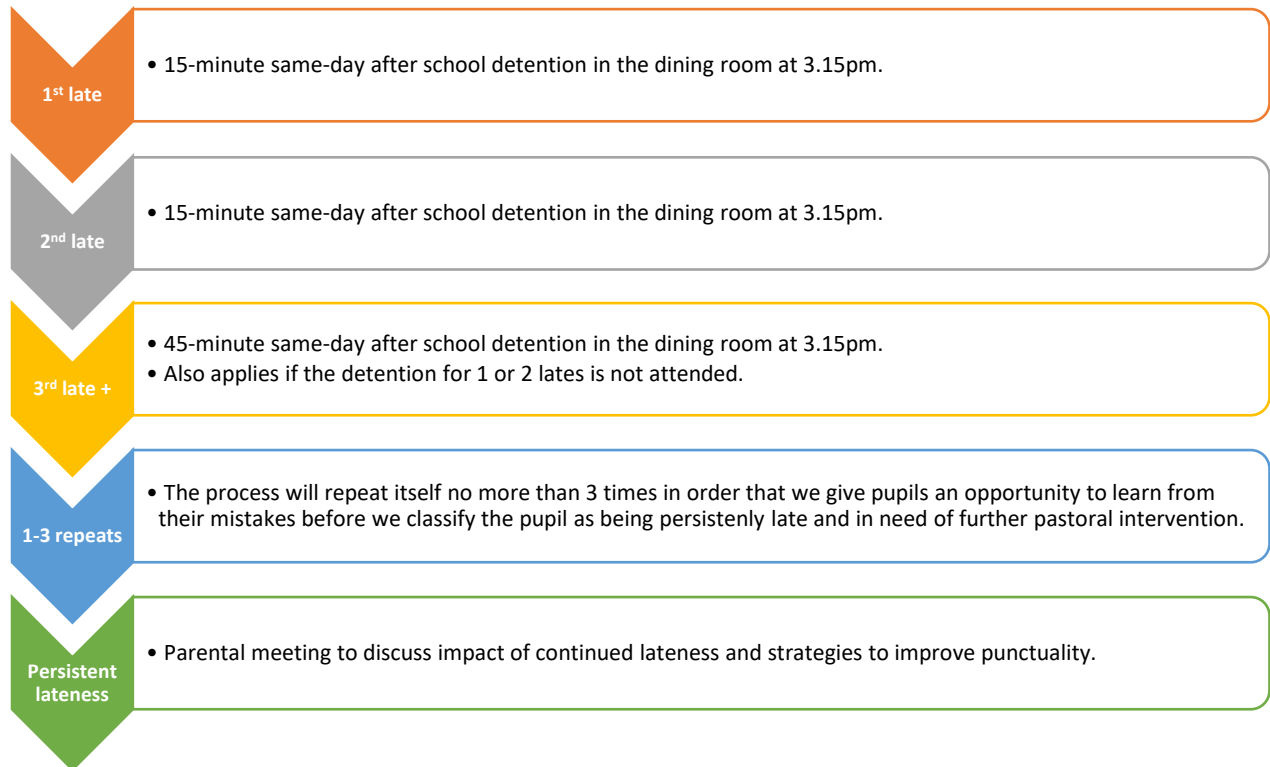 1st late
• 15-minute same-day after school detention in the dining room at 3.15pm.
2nd late
• 15-minute same-day after school detention in the dining room at 3.15pm.
3rd late +
• 45-minute same-day after school detention in the dining room at 3.15pm.
• Also applies if the detention for 1 or 2 lates is not attended.
1-3 repeats
• The process will repeat itself no more than 3 times in order that we give pupils an opportunity to learn from
their mistakes before we classify the pupil as being persistenly late and in need of further pastoral intervention.
Persistent
lateness
• Parental meeting to discuss impact of continued lateness and strategies to improve punctuality.